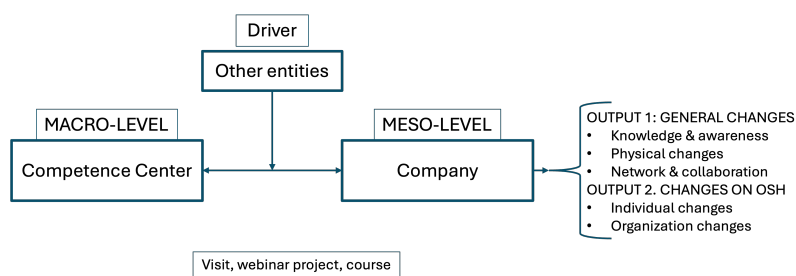 Driver
Other entities
MACRO-LEVEL
Competence Center
MESO-LEVEL
Company
OUTPUT 1: GENERAL CHANGES
• Knowledge & awareness
• Physical changes
• Network & collaboration
OUTPUT 2. CHANGES ON OSH
• Individual changes
• Organization changes
Visit, webinar project, course